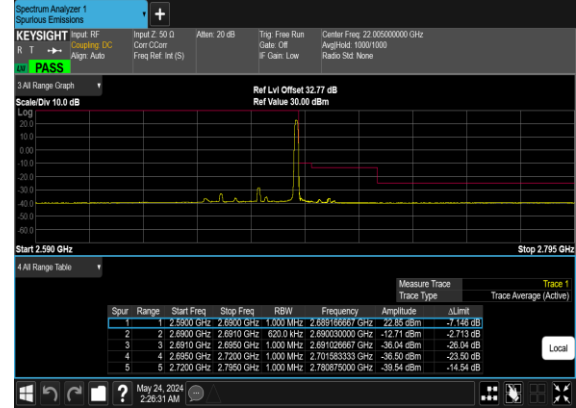 Spectrum Analyzer 1
Spurious Emissions
KEYSIGHT Input: RF Input Z: 50 Ω Atten: 20 dB Trig: Free Run Center Freq: 22.005000000 GHz
R T Coupling: DC Corr CCorr Gate: Off Avg|Hold: 1000/1000
Align: Auto Freq Ref: Int (S) IF Gain: Low Radio Std: None
LNI PASS
3 All Range Graph
Ref Lvl Offset 32.77 dB
Scale/Div 10.0 dB Ref Value 30.00 dBm
Log
20.0
10.0
0.00
-10.0
-20.0
-30.0
-40.0
-50.0
-60.0
Start 2.590 GHz Stop 2.795 GHz
4 All Range Table
Measure Trace Trace 1
Trace Type Trace Average (Active)
Spur Range Start Freq Stop Freq RBW Frequency Amplitude ΔLimit
1 1 2.5900 GHz 2.6900 GHz 1.000 MHz 2.689166667 GHz 22.85 dBm -7.146 dB
2 2 2.6900 GHz 2.6910 GHz 620.0 kHz 2.690030000 GHz -12.71 dBm -2.713 dB
3 3 2.6910 GHz 2.6950 GHz 1.000 MHz 2.691026667 GHz -36.04 dBm -26.04 dB
4 4 2.6950 GHz 2.7200 GHz 1.000 MHz 2.701583333 GHz -36.50 dBm -23.50 dB
5 5 2.7200 GHz 2.7950 GHz 1.000 MHz 2.780875000 GHz -39.54 dBm -14.54 dB
Local
May 24, 2024
2:26:31 AM